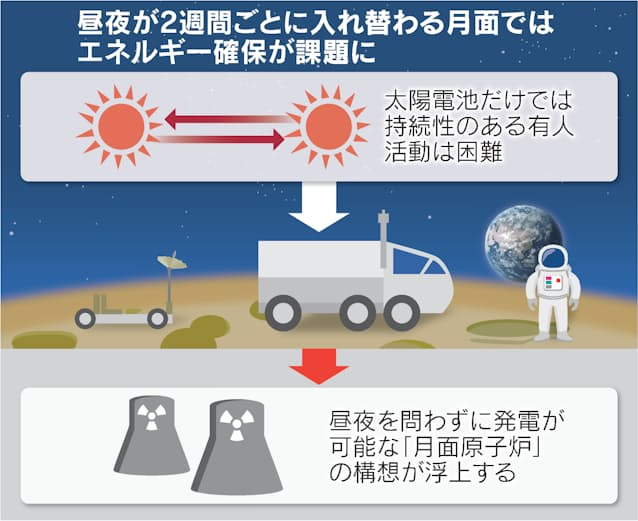 昼夜が2週間ごとに入れ替わる月面では
エネルギー確保が課題に
太陽電池だけでは
持続性のある有人
活動は困難
昼夜を問わずに発電が
可能な「月面原子炉」
の構想が浮上する